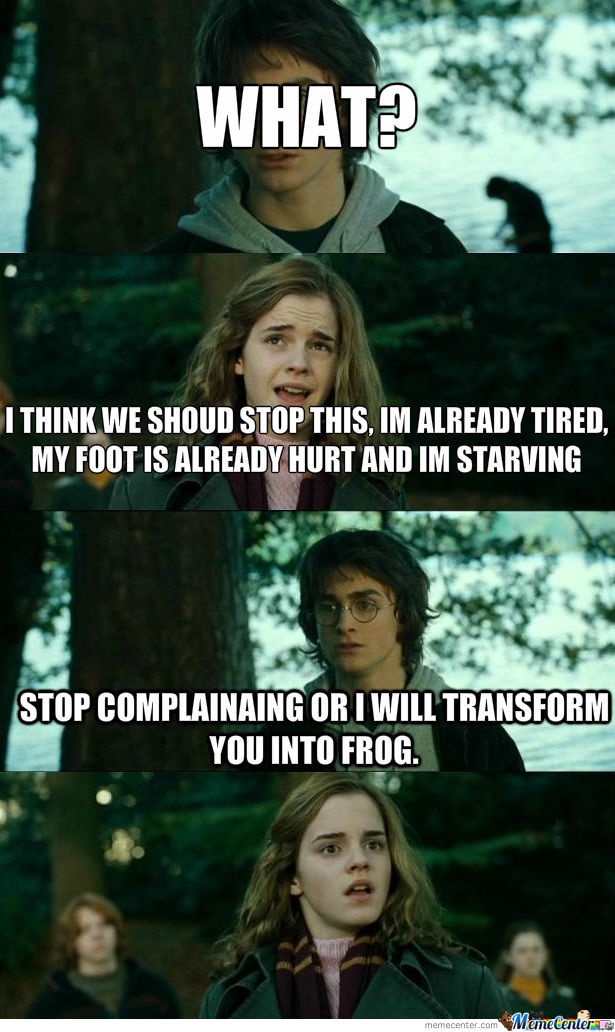 WHAT?
I THINK WE SHOUD STOP THIS, IM ALREADY TIRED,
MY FOOT IS ALREADY HURT AND IM STARVING
STOP COMPLAINAING OR I WILL TRANSFORM
YOU INTO FROG.
memecenter.com MemeCenter